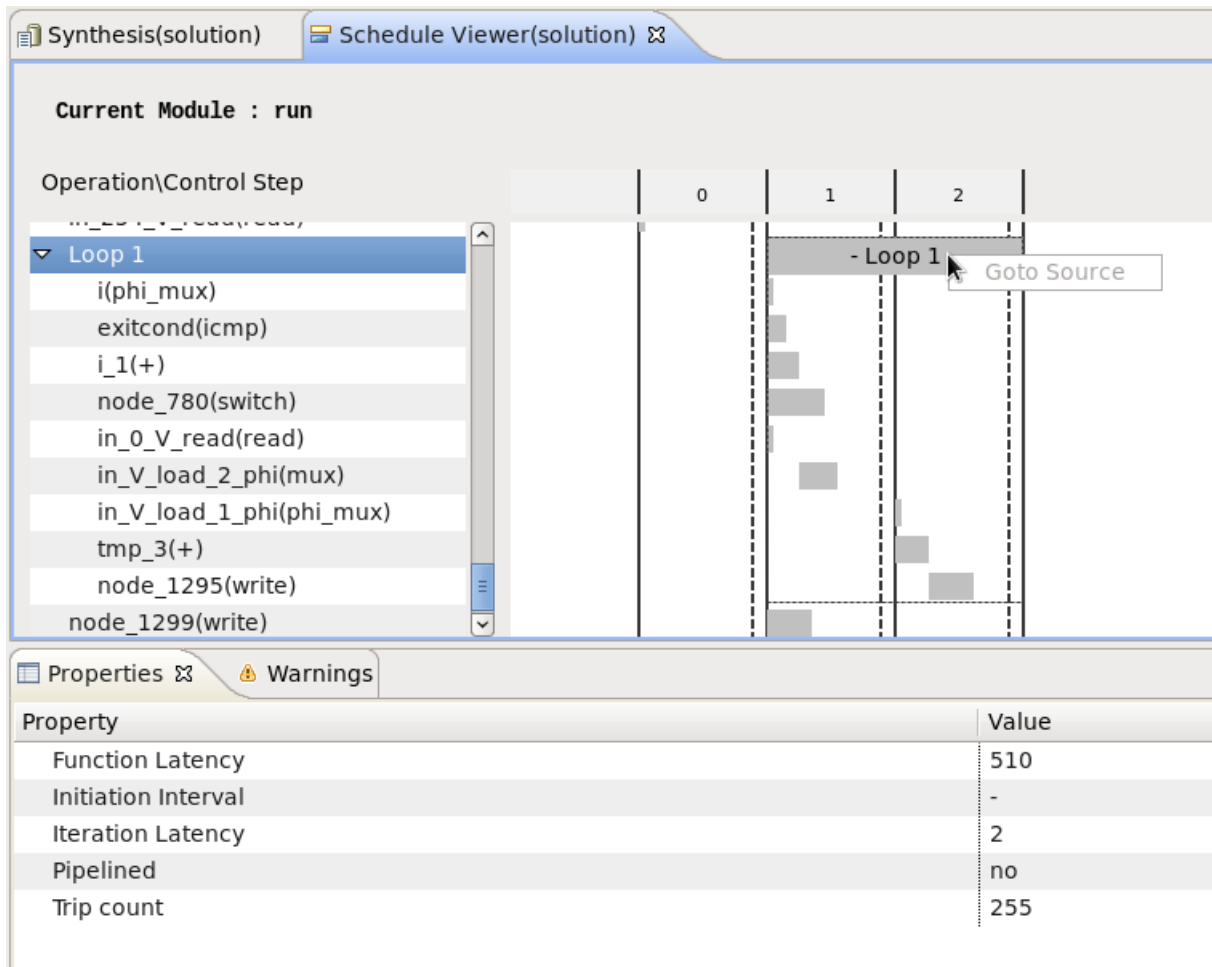 Synthesis(solution) Schedule Viewer(solution)
Current Module : run
Operation\Control Step 0 1 2
Loop 1 - Loop 1
Goto Source
i(phi_mux)
exitcond(icmp)
i_1(+)
node_780(switch)
in_0_V_read(read)
in_V_load_2_phi(mux)
in_V_load_1_phi(phi_mux)
tmp_3(+)
node_1295(write)
node_1299(write)
Properties Warnings
Property Value
Function Latency 510
Initiation Interval -
Iteration Latency 2
Pipelined no
Trip count 255